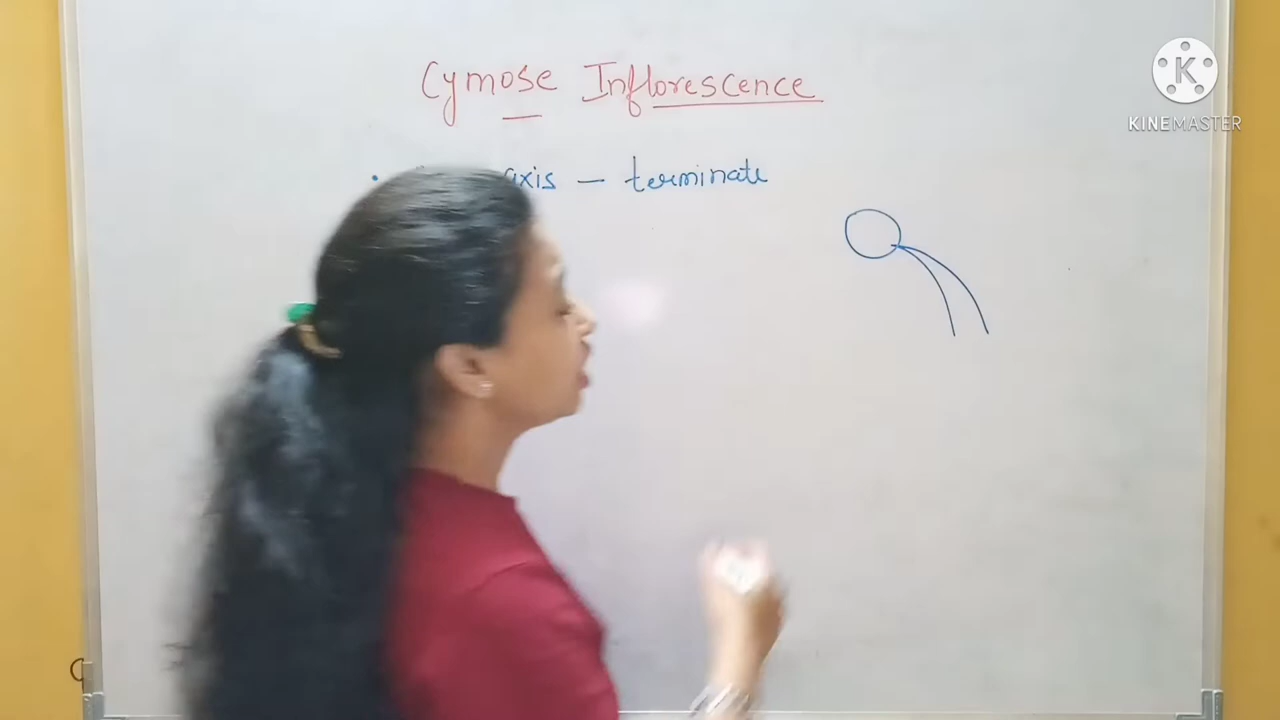 Cymose Inflorescence
K
KINEMASTER
• axis — terminate